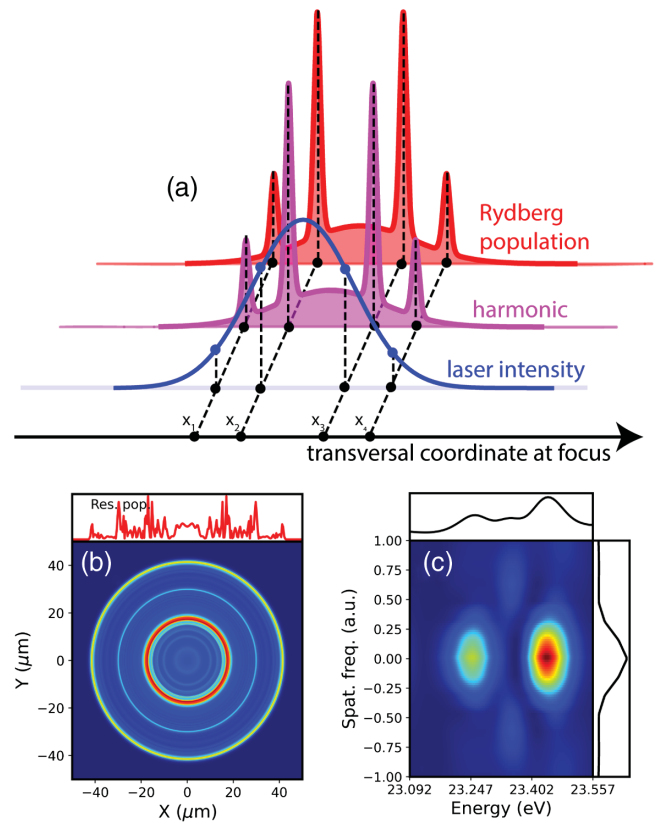 (a)
Rydberg
population
harmonic
laser intensity
x₁ x₂ x₃ x₄
transversal coordinate at focus
Res. pop.
(b)
40
20
0
−20
−40
Y (μm)
−40 −20 0 20 40
X (μm)
(c)
1.00
0.75
0.50
0.25
0.00
−0.25
−0.50
−0.75
−1.00
Spat. freq. (a.u.)
23.092 23.247 23.402 23.557
Energy (eV)